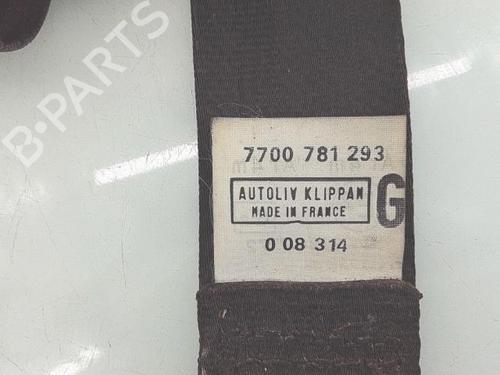 B-PARTS
7700 781 293
AUTOLIV KLIPPAN
MADE IN FRANCE
G
0 08 314